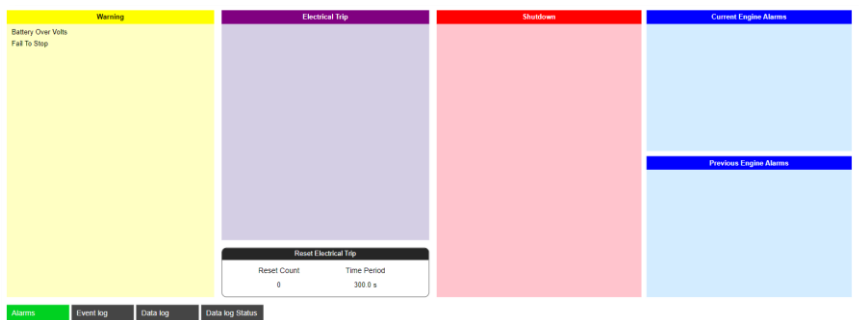 Warning
Battery Over Volts
Fail To Stop
Electrical Trip
Reset Electrical Trip
Reset Count Time Period
0 300.0 s
Shutdown
Current Engine Alarms
Previous Engine Alarms
Alarms Event log Data log Data log Status